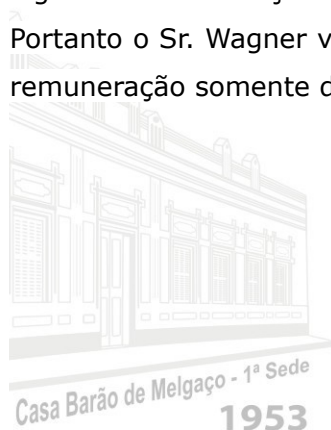 Portanto o Sr. Wagner v
remuneração somente d
Casa Barão de Melgaço - 1ª Sede
1953